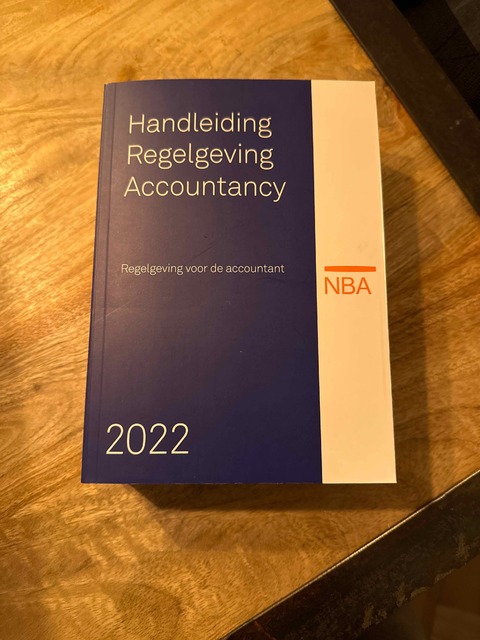 Handleiding
Regelgeving
Accountancy
Regelgeving voor de accountant
NBA
2022